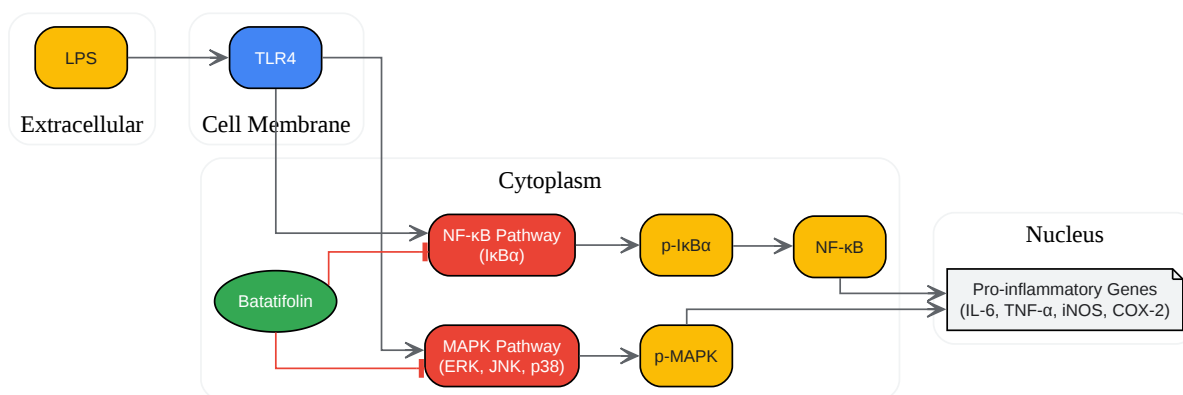 LPS
TLR4
Extracellular
Cell Membrane
Cytoplasm
NF-κB Pathway
(IκBα)
p-IκBα
NF-κB
Nucleus
Pro-inflammatory Genes
(IL-6, TNF-α, iNOS, COX-2)
Batatifolin
MAPK Pathway
(ERK, JNK, p38)
p-MAPK